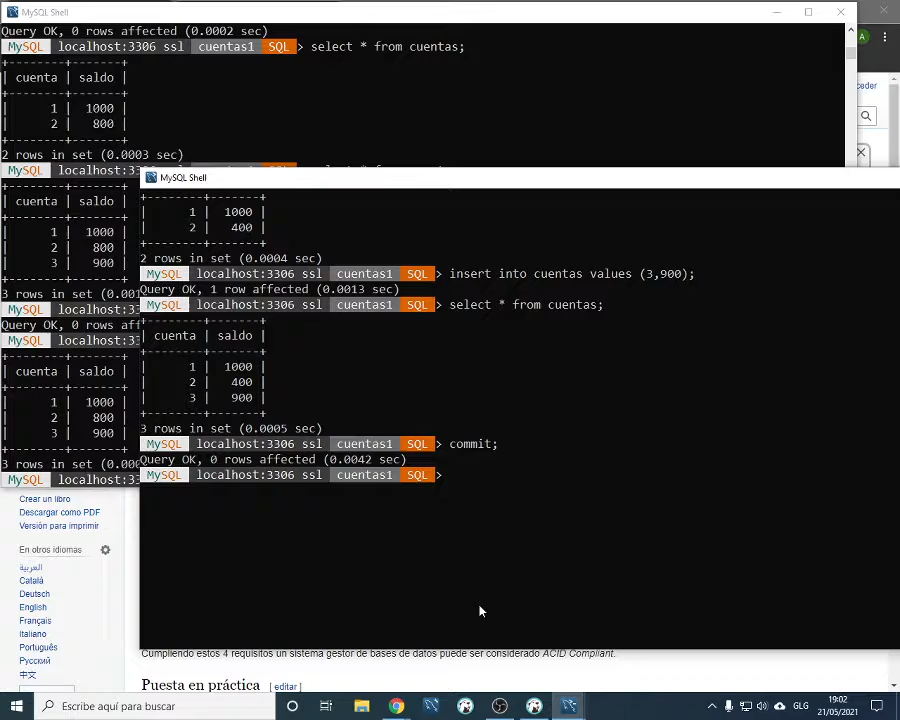 MySQL Shell
Query OK, 0 rows affected (0.0002 sec)
MySQL localhost:3306 ssl cuentas1 SQL > select * from cuentas;
+--------+-------+
| cuenta | saldo |
+--------+-------+
| 1 | 1000 |
| 2 | 800 |
+--------+-------+
2 rows in set (0.0003 sec)
MySQL localhost:33
+--------+-------+
| cuenta | saldo |
+--------+-------+
| 1 | 1000 |
| 2 | 800 |
| 3 | 900 |
+--------+-------+
3 rows in set (0.001
MySQL localhost:33
Query OK, 0 rows aff
MySQL localhost:33
+--------+-------+
| cuenta | saldo |
+--------+-------+
| 1 | 1000 |
| 2 | 800 |
| 3 | 900 |
+--------+-------+
3 rows in set (0.000
MySQL localhost:33
MySQL Shell
+--------+-------+
| 1 | 1000 |
| 2 | 400 |
+--------+-------+
2 rows in set (0.0004 sec)
MySQL localhost:3306 ssl cuentas1 SQL > insert into cuentas values (3,900);
Query OK, 1 row affected (0.0013 sec)
MySQL localhost:3306 ssl cuentas1 SQL > select * from cuentas;
+--------+-------+
| cuenta | saldo |
+--------+-------+
| 1 | 1000 |
| 2 | 400 |
| 3 | 900 |
+--------+-------+
3 rows in set (0.0005 sec)
MySQL localhost:3306 ssl cuentas1 SQL > commit;
Query OK, 0 rows affected (0.0042 sec)
MySQL localhost:3306 ssl cuentas1 SQL >
A
ceder
Crear un libro
Descargar como PDF
Versión para imprimir
En otros idiomas
العربية
Català
Deutsch
English
Français
Italiano
Português
Русский
中文
Cumpliendo estos 4 requisitos un sistema gestor de bases de datos puede ser considerado ACID Compliant.
Puesta en práctica [ editar ]
Escribe aquí para buscar
GLG
19:02
21/05/2021